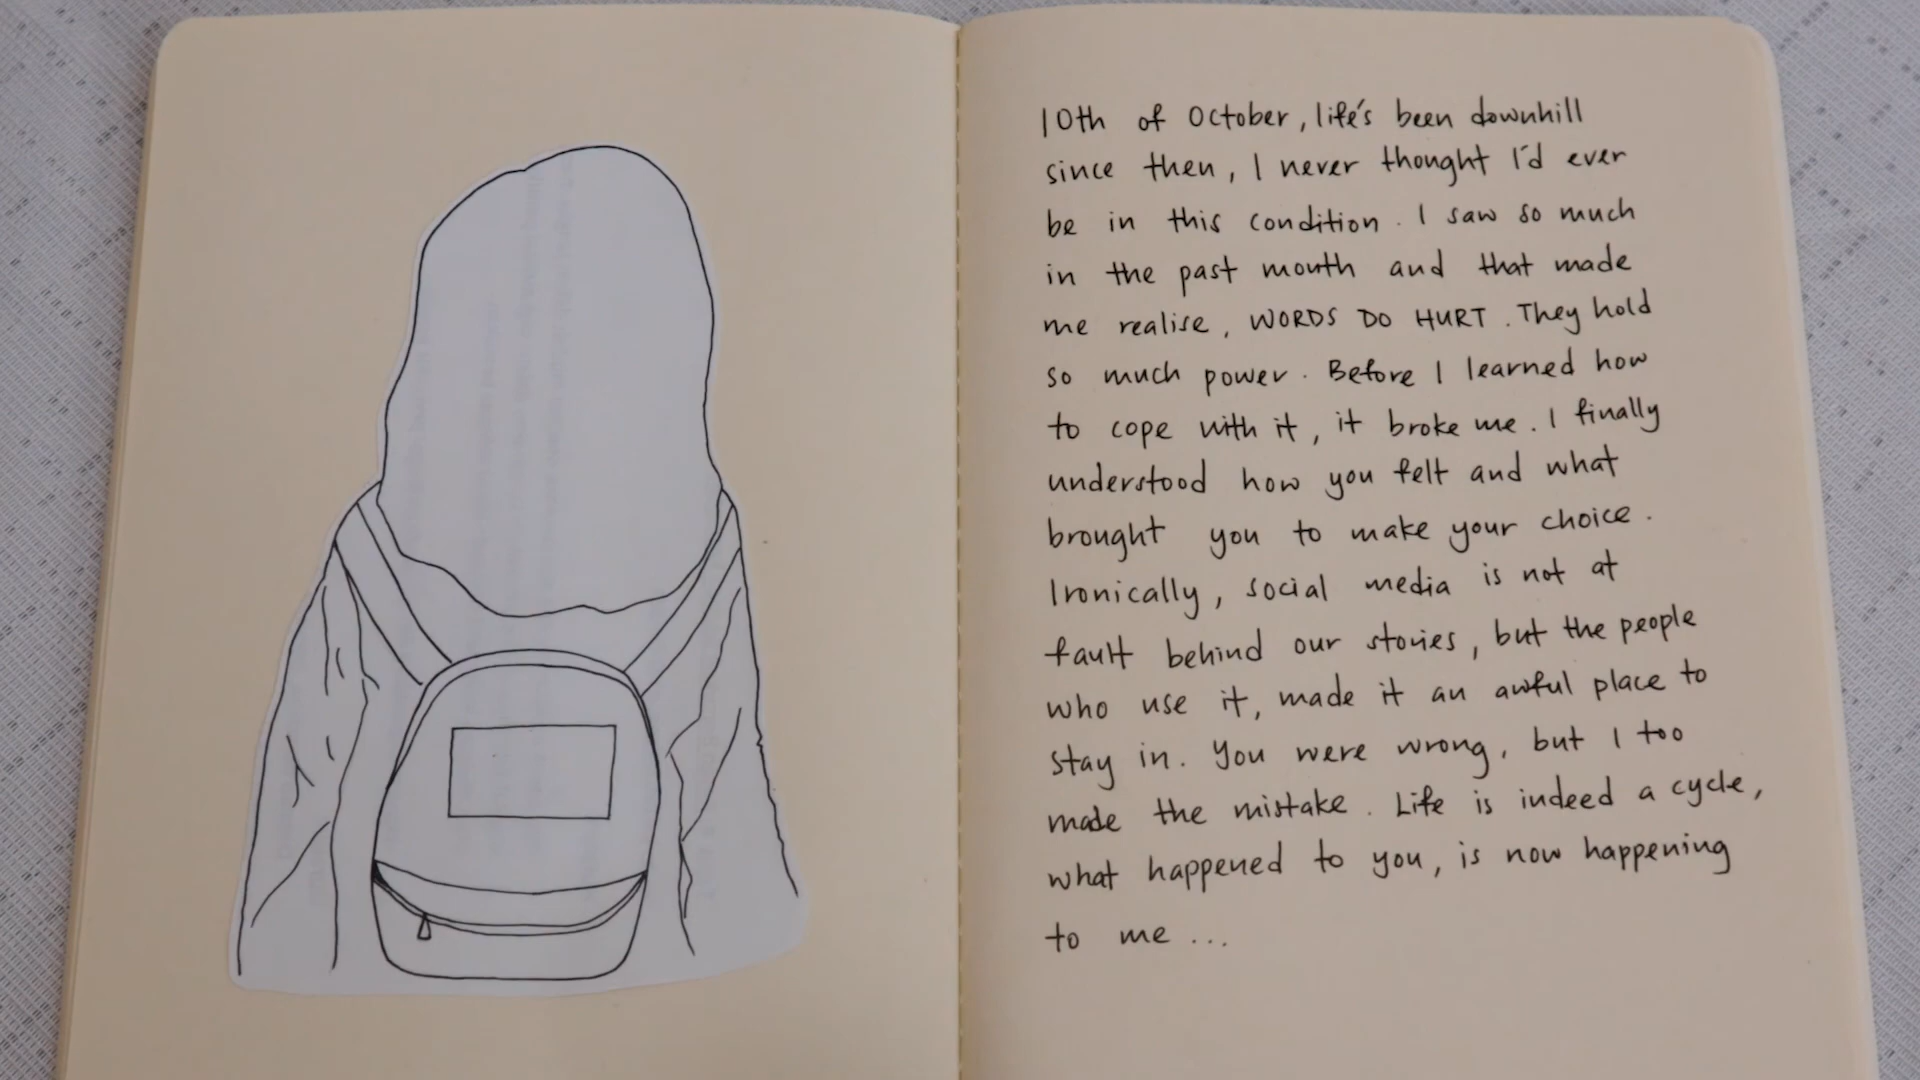 10th of October, life's been downhill
since then, I never thought I'd ever
be in this condition. I saw so much
in the past mouth and that made
me realise, WORDS DO HURT. They hold
so much power. Before I learned how
to cope with it, it broke me. I finally
understood how you felt and what
brought you to make your choice.
Ironically, social media is not at
fault behind our stories, but the people
who use it, made it an awful place to
stay in. You were wrong, but I too
made the mistake. Life is indeed a cycle,
what happened to you, is now happening
to me ...